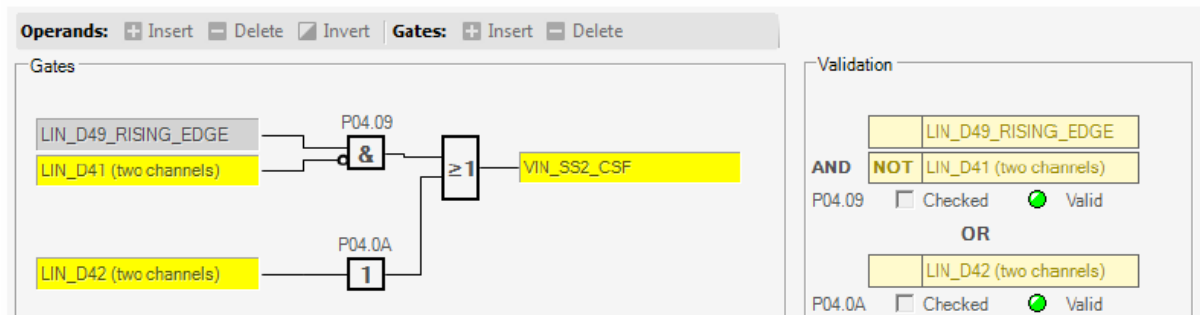 Operands: Insert Delete Invert Gates: Insert Delete
Gates
P04.09
LIN_D49_RISING_EDGE
LIN_D41 (two channels)
&
≥1
VIN_SS2_CSF
P04.0A
LIN_D42 (two channels)
1
Validation
LIN_D49_RISING_EDGE
AND NOT LIN_D41 (two channels)
P04.09 Checked Valid
OR
LIN_D42 (two channels)
P04.0A Checked Valid